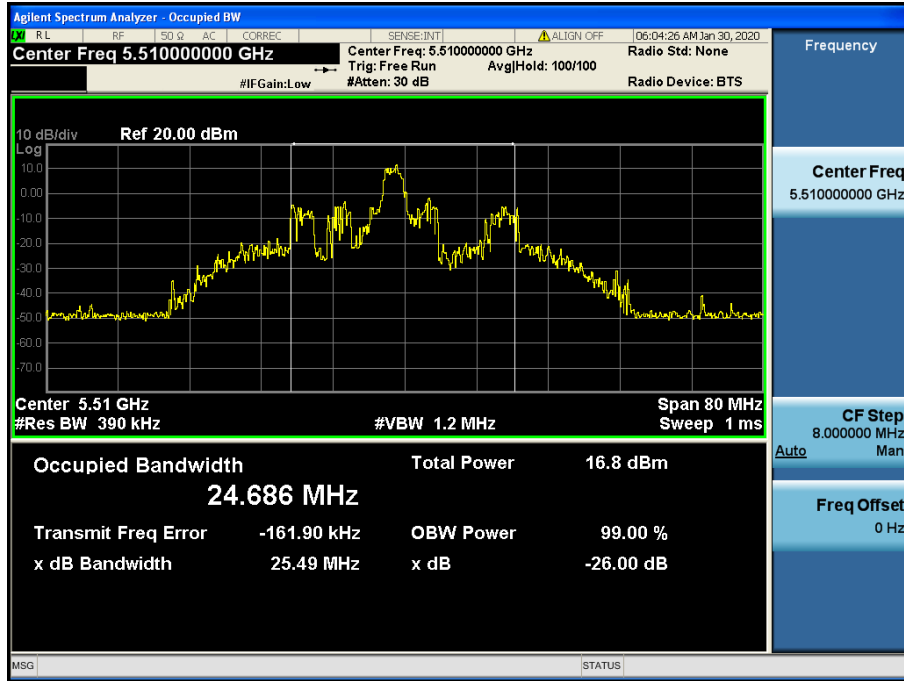 Agilent Spectrum Analyzer - Occupied BW
LXI RL RF 50 Ω AC CORREC SENSE:INT ALIGN OFF 06:04:26 AM Jan 30, 2020
Center Freq 5.510000000 GHz
Center Freq: 5.510000000 GHz
Radio Std: None
Trig: Free Run Avg|Hold: 100/100
#IFGain:Low #Atten: 30 dB Radio Device: BTS
10 dB/div Ref 20.00 dBm
Log
10.0
0.00
-10.0
-20.0
-30.0
-40.0
-50.0
-60.0
-70.0
Center 5.51 GHz Span 80 MHz
#Res BW 390 kHz #VBW 1.2 MHz Sweep 1 ms
Occupied Bandwidth Total Power 16.8 dBm
24.686 MHz
Transmit Freq Error -161.90 kHz OBW Power 99.00 %
x dB Bandwidth 25.49 MHz x dB -26.00 dB
MSG STATUS
Frequency
Center Freq
5.510000000 GHz
CF Step
8.000000 MHz
Auto Man
Freq Offset
0 Hz